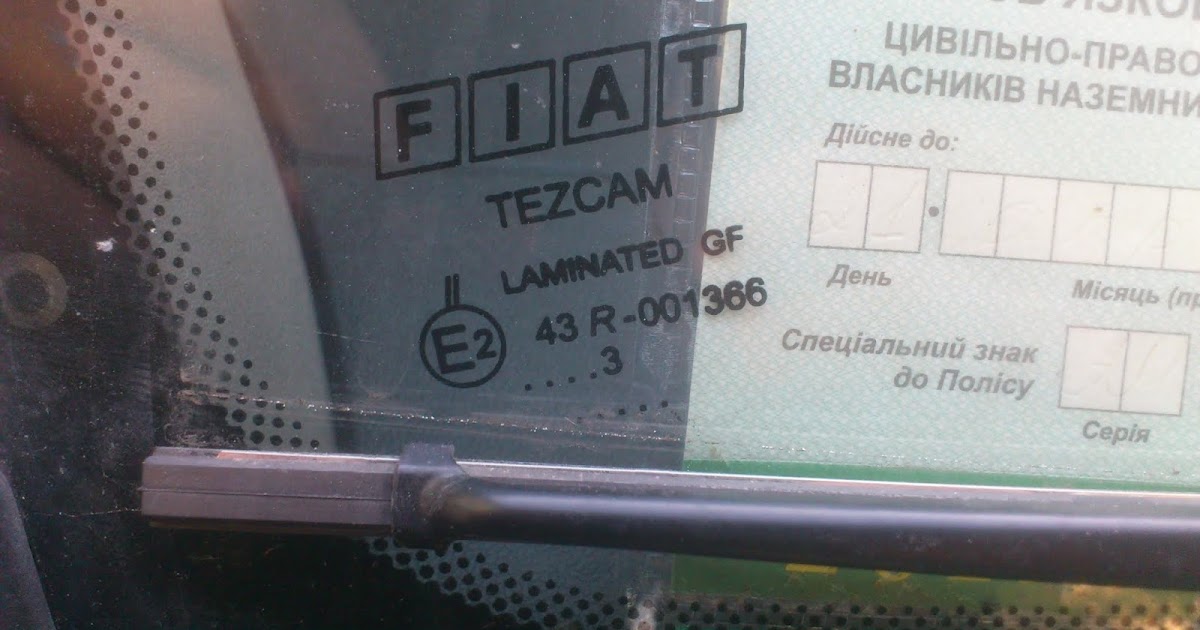 FIAT
TEZCAM
LAMINATED GF
II
E2
43 R-001366
....3
...
ЦИВІЛЬНО-ПРАВО
ВЛАСНИКІВ НАЗЕМНИ
Дійсне до:
День
Місяць (п
Спеціальний знак
до Полісу
Серія